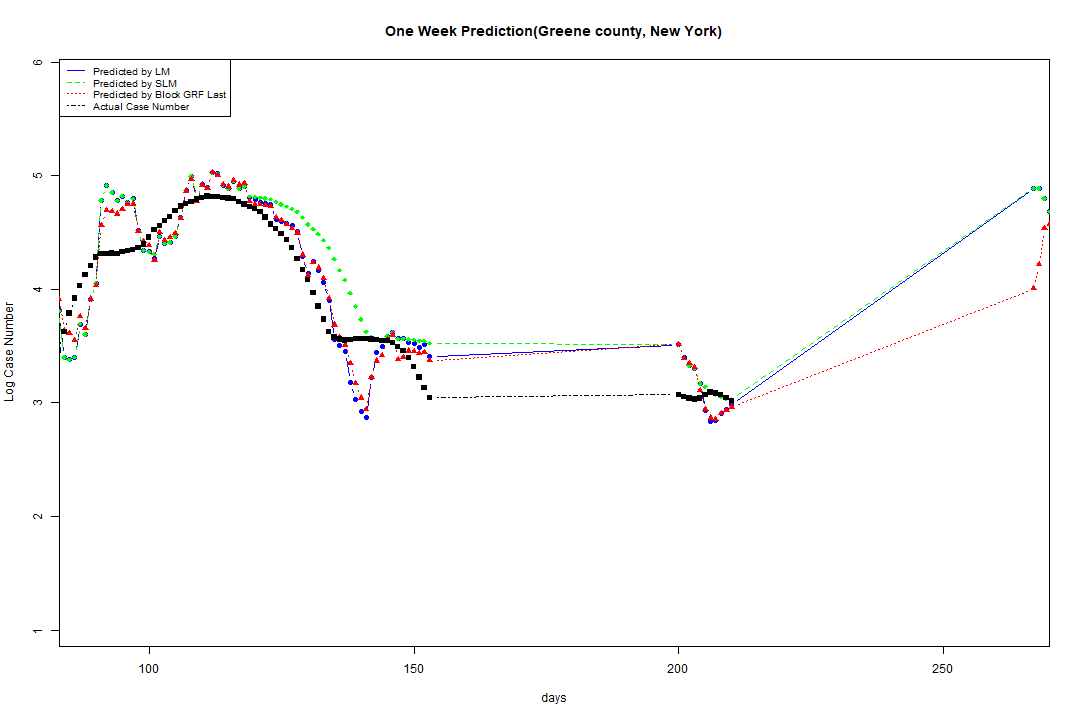 One Week Prediction(Greene county, New York)
Predicted by LM
Predicted by SLM
Predicted by Block GRF Last
Actual Case Number
6
5
4
3
2
1
Log Case Number
100
150
200
250
days